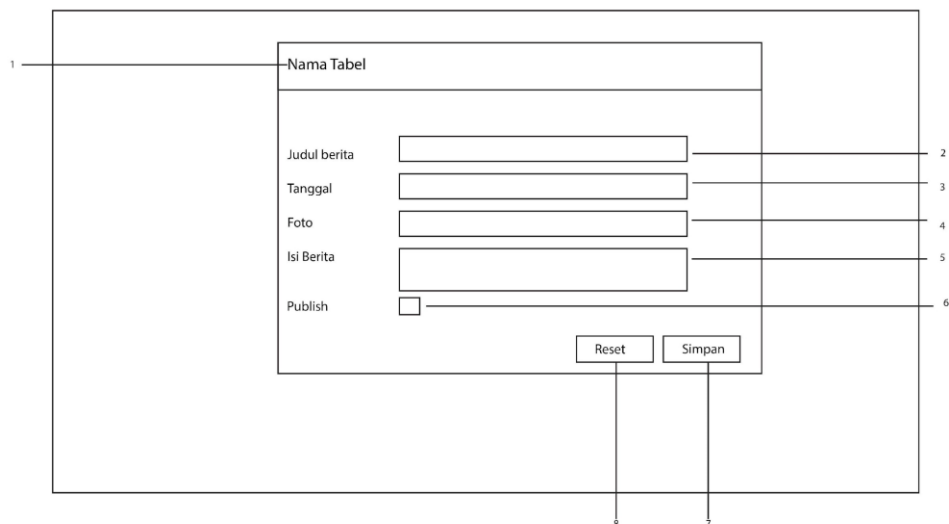 1
Nama Tabel
Judul berita
2
Tanggal
3
Foto
4
Isi Berita
5
Publish
6
Reset
Simpan
8
7